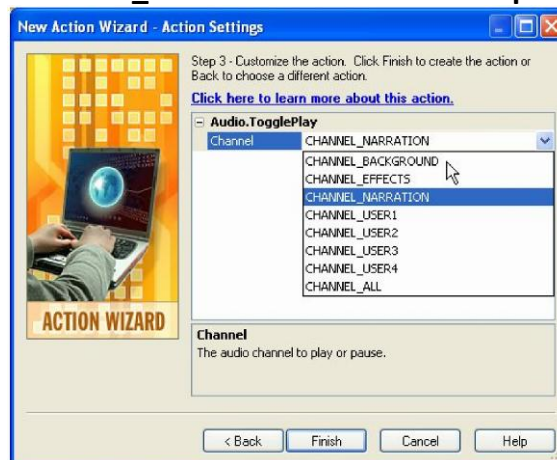 New Action Wizard - Action Settings
Step 3 - Customize the action. Click Finish to create the action or
Back to choose a different action.
Click here to learn more about this action.
Audio.TogglePlay
Channel CHANNEL_NARRATION
CHANNEL_BACKGROUND
CHANNEL_EFFECTS
CHANNEL_NARRATION
CHANNEL_USER1
CHANNEL_USER2
CHANNEL_USER3
CHANNEL_USER4
CHANNEL_ALL
ACTION WIZARD
Channel
The audio channel to play or pause.
< Back Finish Cancel Help